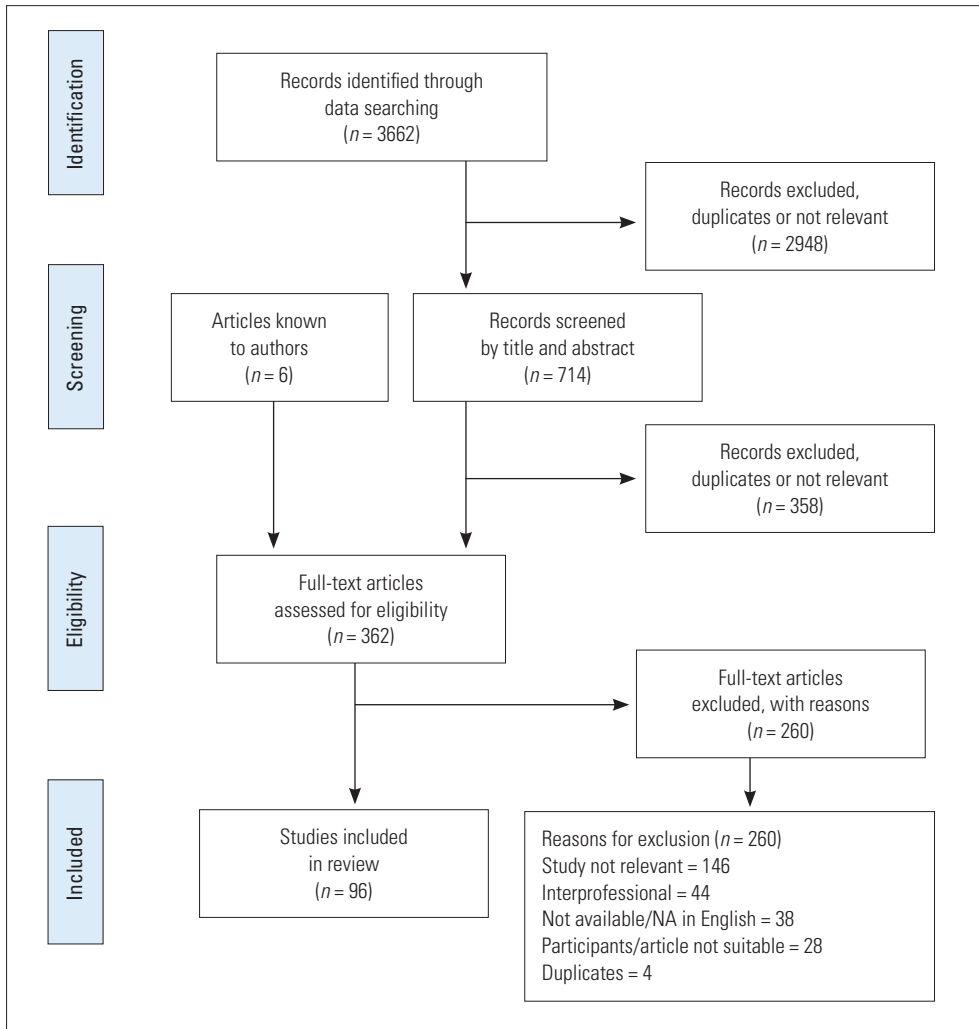 Identification
Records identified through
data searching
(n = 3662)
Records excluded,
duplicates or not relevant
(n = 2948)
Screening
Articles known
to authors
(n = 6)
Records screened
by title and abstract
(n = 714)
Records excluded,
duplicates or not relevant
(n = 358)
Eligibility
Full-text articles
assessed for eligibility
(n = 362)
Full-text articles
excluded, with reasons
(n = 260)
Included
Studies included
in review
(n = 96)
Reasons for exclusion (n = 260)
Study not relevant = 146
Interprofessional = 44
Not available/NA in English = 38
Participants/article not suitable = 28
Duplicates = 4